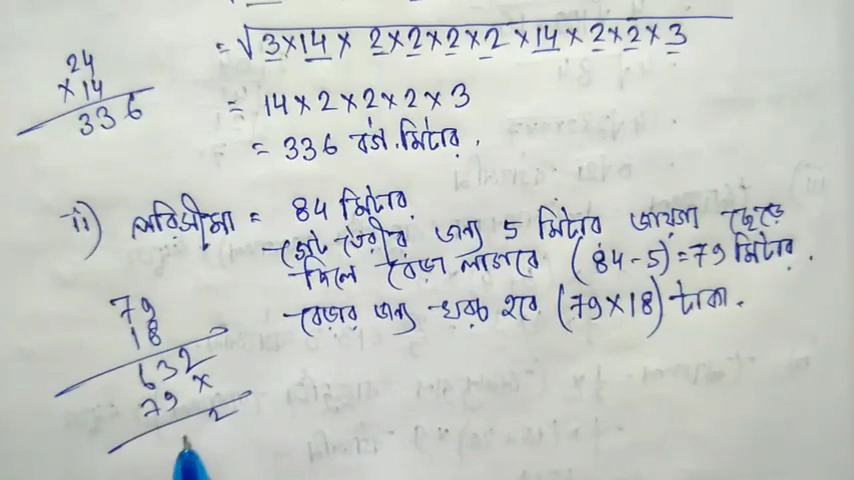 = √3×14× 2×2×2×2 ×14×2×2×3
24
×14
336
= 14×2×2×2×3
= 336 বর্গ.মিটার.
ii) পরিসীমা = 84 মিটার.
গেট তৈরীর জন্য 5 মিটার জায়গা ছেড়ে
দিলে বেড়া লাগবে (84-5)=79 মিটার.
বেড়ার জন্য খরচ হবে (79×18) টাকা.
79
18
632
79×
2